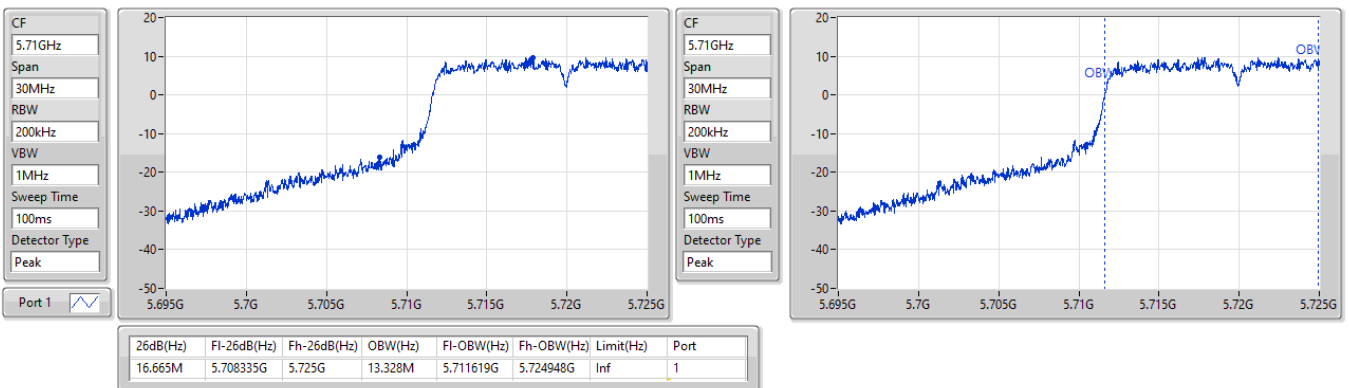 CF
5.71GHz
Span
30MHz
RBW
200kHz
VBW
1MHz
Sweep Time
100ms
Detector Type
Peak
Port 1
20
10
0
-10
-20
-30
-40
-50
5.695G 5.7G 5.705G 5.71G 5.715G 5.72G 5.725G
CF
5.71GHz
Span
30MHz
RBW
200kHz
VBW
1MHz
Sweep Time
100ms
Detector Type
Peak
20
10
0
-10
-20
-30
-40
-50
OBW
OBW
5.695G 5.7G 5.705G 5.71G 5.715G 5.72G 5.725G
26dB(Hz) Fl-26dB(Hz) Fh-26dB(Hz) OBW(Hz) Fl-OBW(Hz) Fh-OBW(Hz) Limit(Hz) Port
16.665M 5.708335G 5.725G 13.328M 5.711619G 5.724948G Inf 1